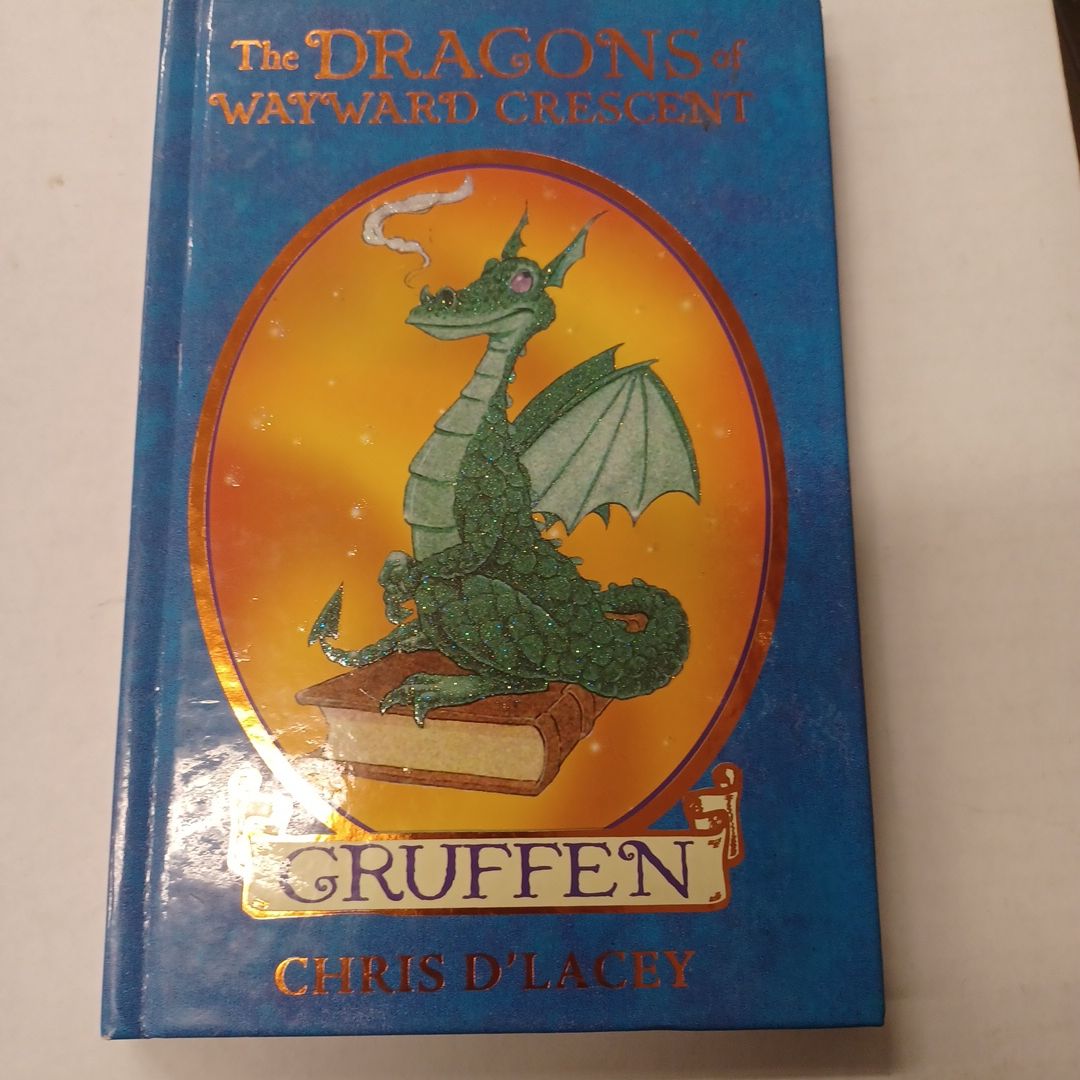 The DRAGONS of
WAYWARD CRESCENT
GRUFFEN
CHRIS D'LACEY